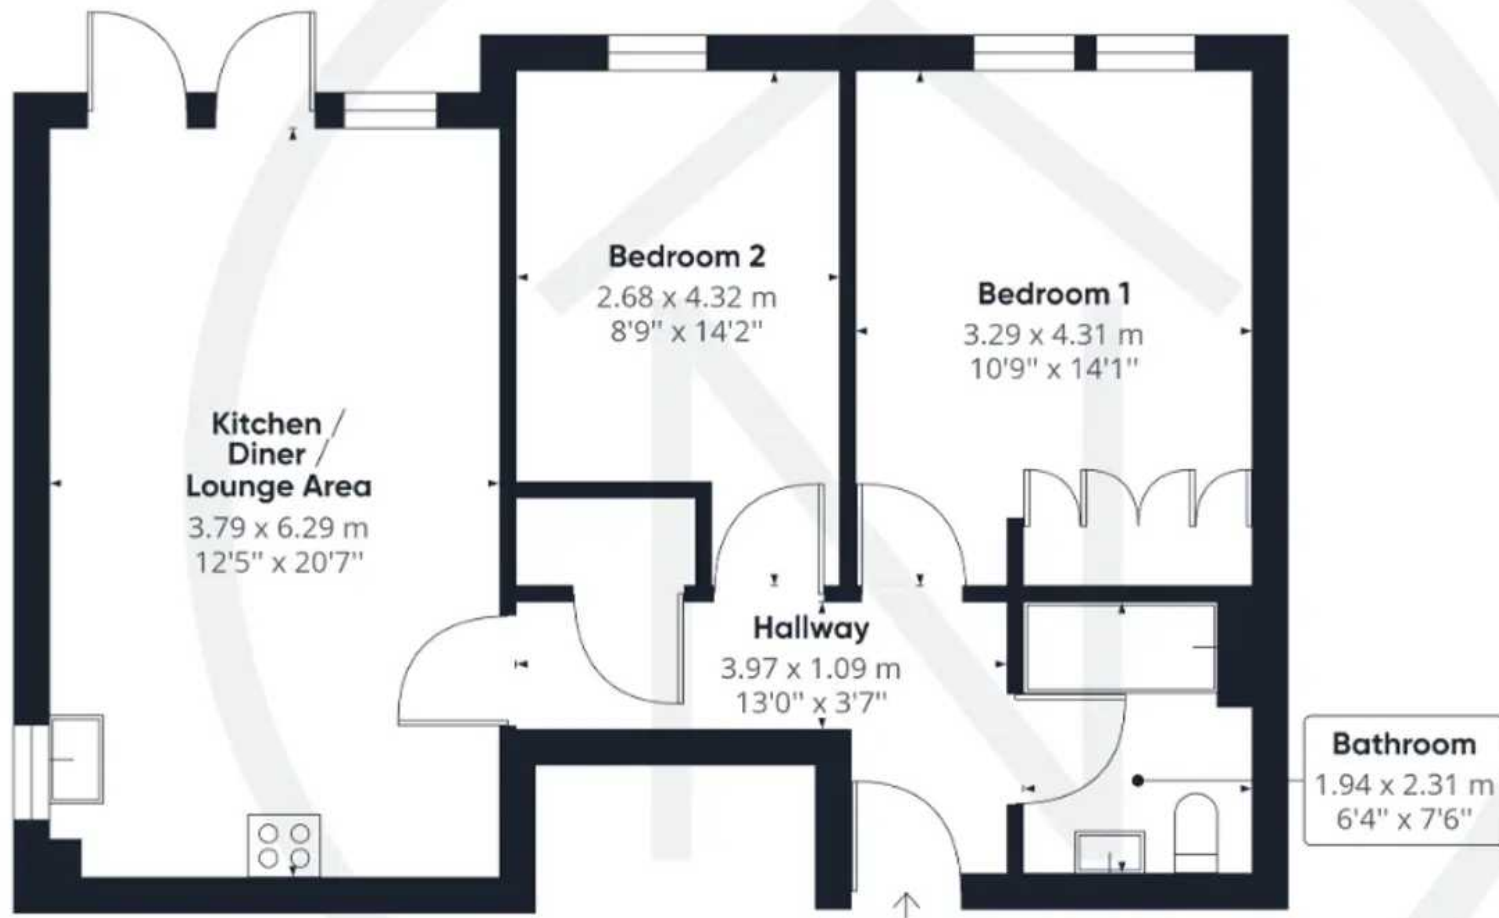 Bedroom 2
2.68 x 4.32 m
8'9" x 14'2"
Bedroom 1
3.29 x 4.31 m
10'9" x 14'1"
Kitchen /
Diner /
Lounge Area
3.79 x 6.29 m
12'5" x 20'7"
Hallway
3.97 x 1.09 m
13'0" x 3'7"
Bathroom
1.94 x 2.31 m
6'4" x 7'6"